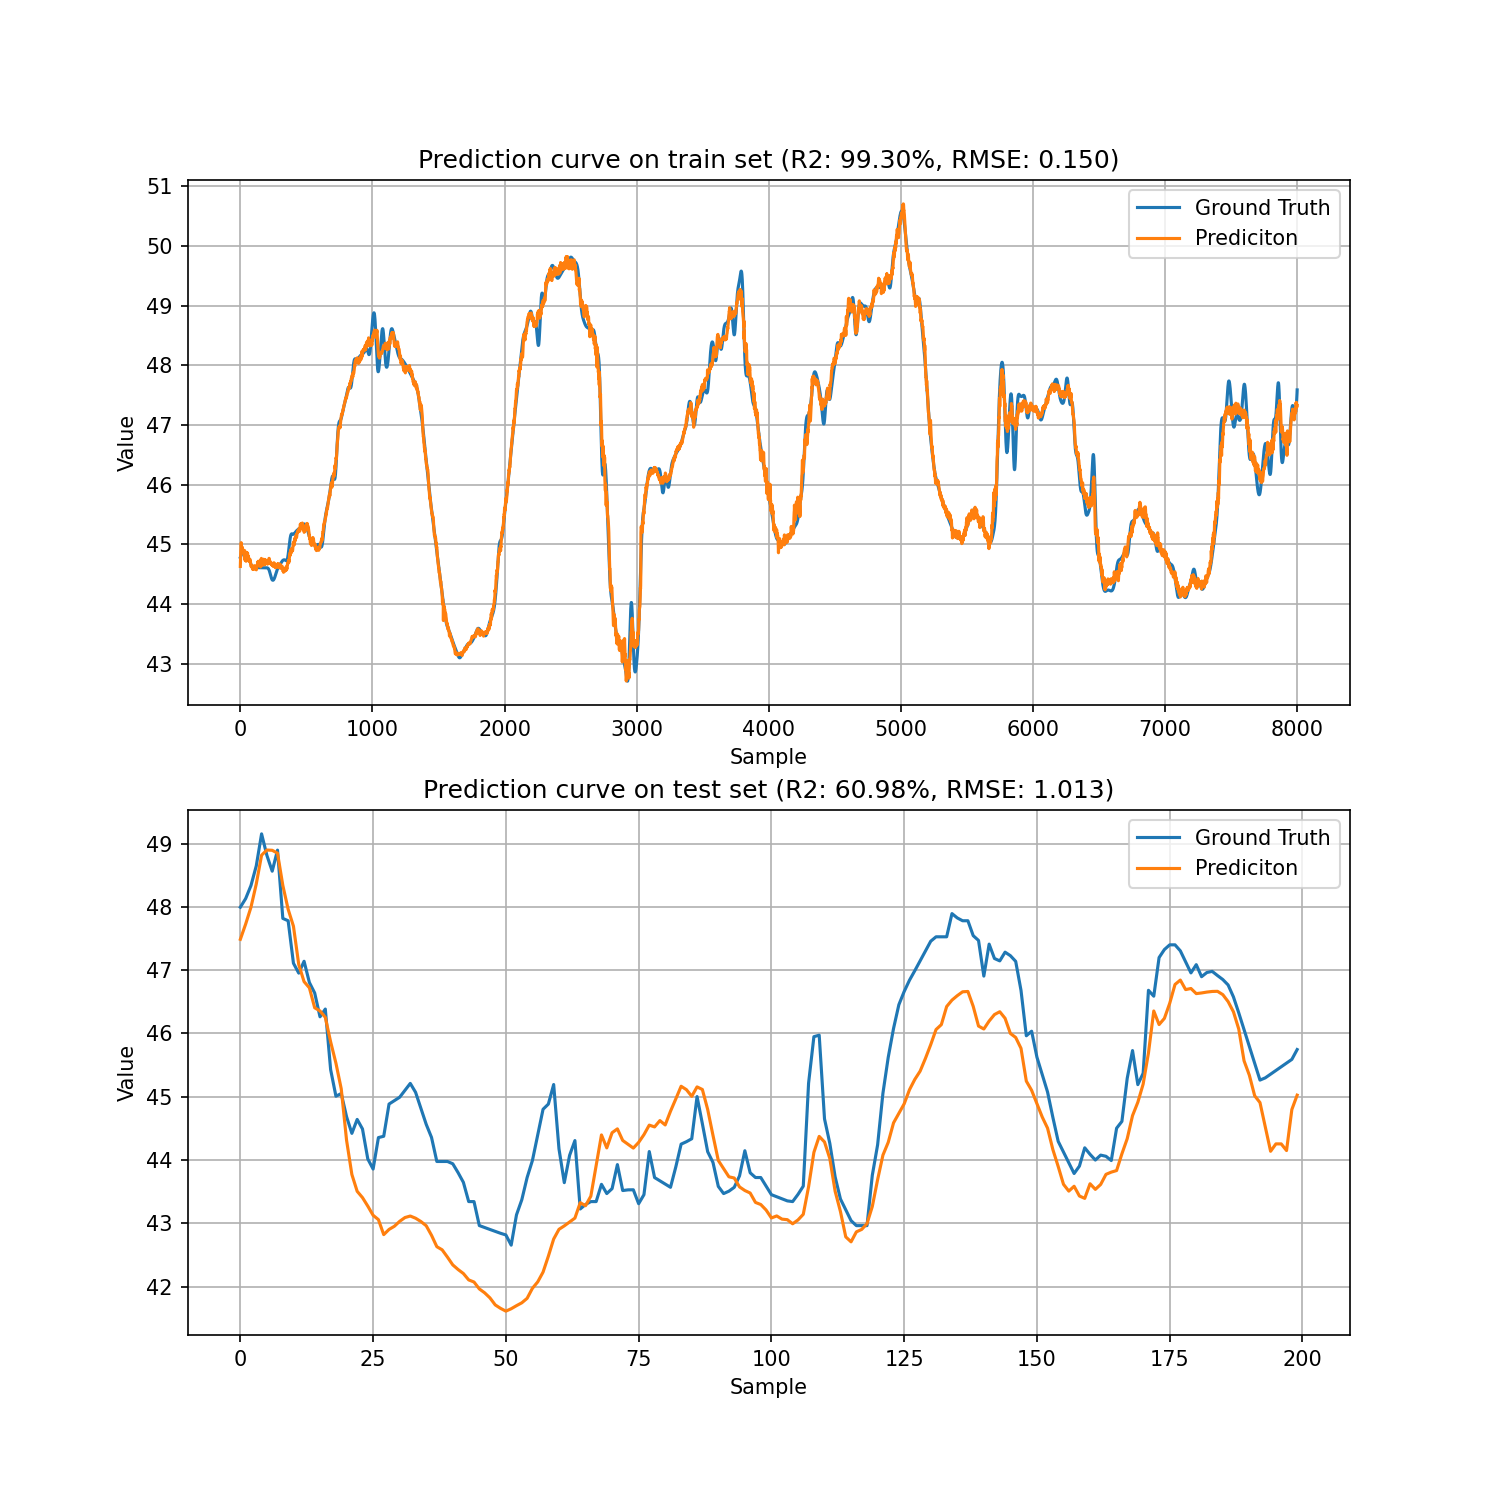 Prediction curve on train set (R2: 99.30%, RMSE: 0.150)
51
50
49
48
47
46
45
44
43
Value
Ground Truth
Prediciton
0 1000 2000 3000 4000 5000 6000 7000 8000
Sample
Prediction curve on test set (R2: 60.98%, RMSE: 1.013)
49
48
47
46
45
44
43
42
Value
Ground Truth
Prediciton
0 25 50 75 100 125 150 175 200
Sample